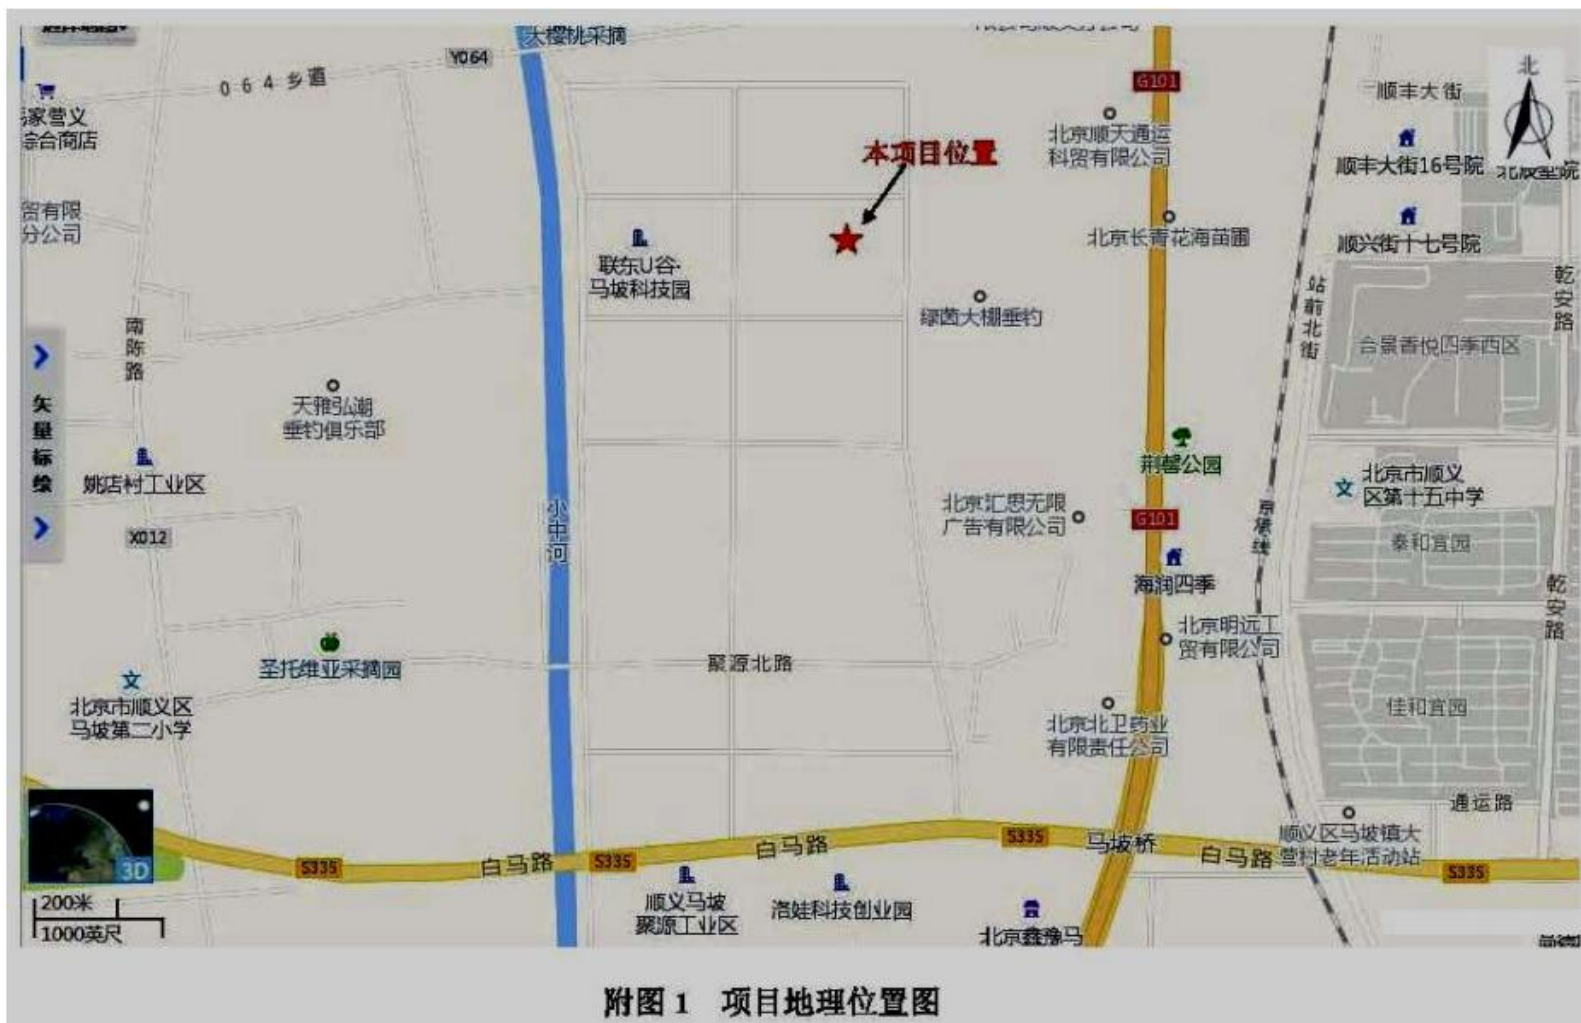 大樱桃采摘
Y064
064乡道
G101
北
顺丰大街
综合商店
北京顺天通运
科贸有限公司
本项目位置
顺丰大街16号院
贸有限
分公司
联东U谷·
马坡科技园
北京长青花海苗圃
顺兴街十七号院
站前北街
乾安路
绿茵大棚垂钓
南陈路
合景香悦四季西区
矢量标绘
天雅弘潮
垂钓俱乐部
姚店村工业区
荆馨公园
北京市顺义
区第十五中学
小中河
北京汇思无限
广告有限公司
G101
京承线
X012
泰和宜园
海润四季
乾安路
北京明远工
贸有限公司
圣托维亚采摘园
聚源北路
北京市顺义区
马坡第二小学
北京北卫药业
有限责任公司
佳和宜园
通运路
3D
S335
白马路
S335
白马路
S335
马坡桥
白马路
顺义区马坡镇大
营村老年活动站
S335
200米
1000英尺
顺义马坡
聚源工业区
洛娃科技创业园
北京鑫豫马
附图 1 项目地理位置图